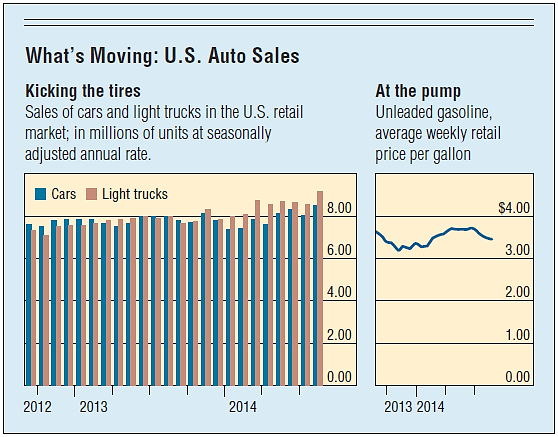 What's Moving: U.S. Auto Sales
Kicking the tires
Sales of cars and light trucks in the U.S. retail
market; in millions of units at seasonally
adjusted annual rate.
Cars Light trucks
8.00
6.00
4.00
2.00
0.00
2012 2013 2014
At the pump
Unleaded gasoline,
average weekly retail
price per gallon
$4.00
3.00
2.00
1.00
0.00
2013 2014